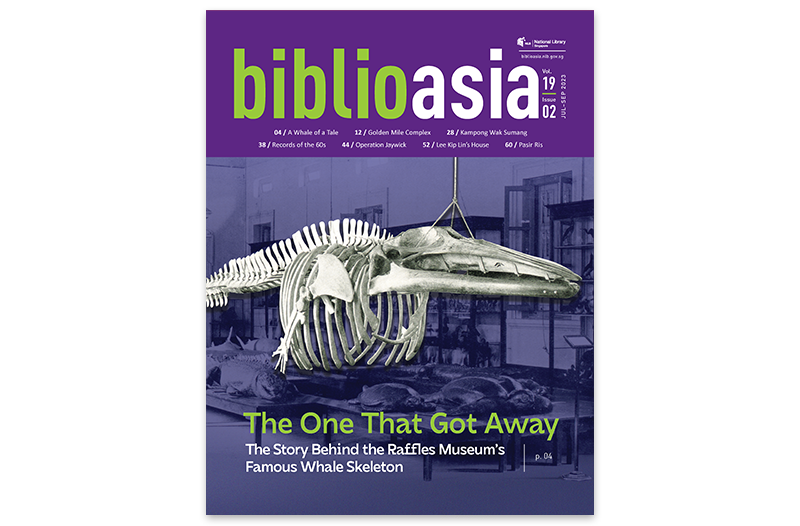 NLB
National Library
Singapore
biblioasia.nlb.gov.sg
biblioasia
Vol.
19
Issue
02
JUL–SEP 2023
04 / A Whale of a Tale 12 / Golden Mile Complex 28 / Kampong Wak Sumang
38 / Records of the 60s 44 / Operation Jaywick 52 / Lee Kip Lin's House 60 / Pasir Ris
The One That Got Away
The Story Behind the Raffles Museum's
Famous Whale Skeleton
p. 04